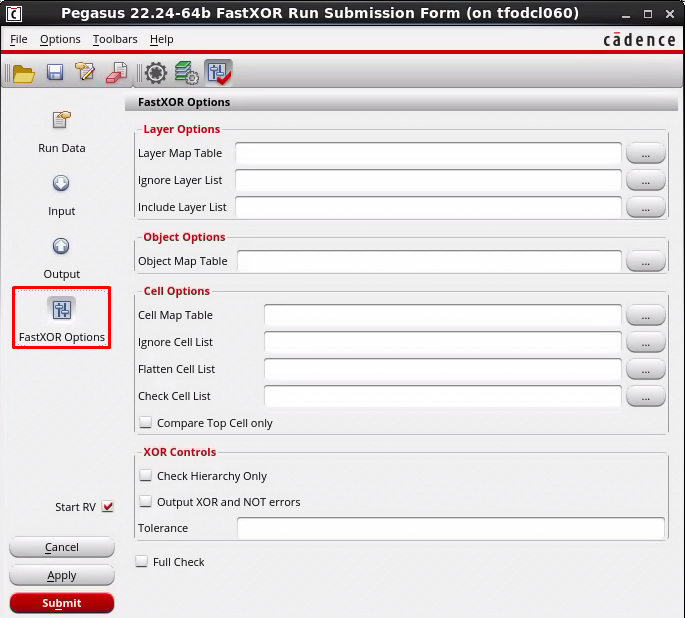 Pegasus 22.24-64b FastXOR Run Submission Form (on tfodcl060)
File Options Toolbars Help
cādence
FastXOR Options
Run Data
Input
Output
FastXOR Options
Start RV
Cancel
Apply
Submit
Layer Options
Layer Map Table ...
Ignore Layer List ...
Include Layer List ...
Object Options
Object Map Table ...
Cell Options
Cell Map Table ...
Ignore Cell List ...
Flatten Cell List ...
Check Cell List ...
Compare Top Cell only
XOR Controls
Check Hierarchy Only
Output XOR and NOT errors
Tolerance
Full Check